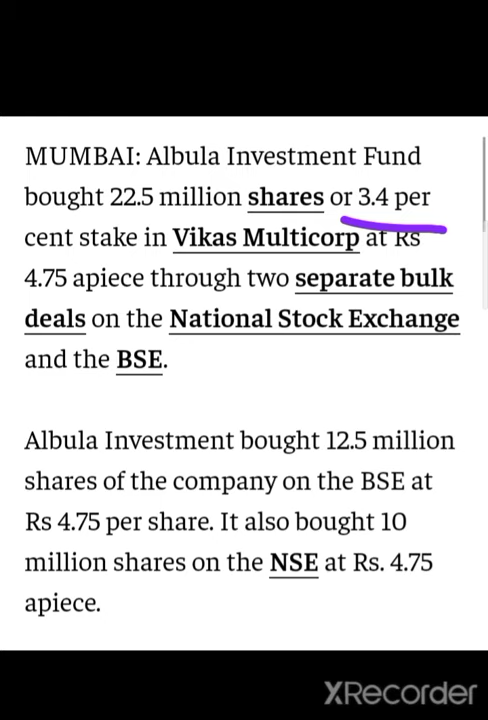 MUMBAI: Albula Investment Fund
bought 22.5 million shares or 3.4 per
cent stake in Vikas Multicorp at Rs
4.75 apiece through two separate bulk
deals on the National Stock Exchange
and the BSE.
Albula Investment bought 12.5 million
shares of the company on the BSE at
Rs 4.75 per share. It also bought 10
million shares on the NSE at Rs. 4.75
apiece.
XRecorder